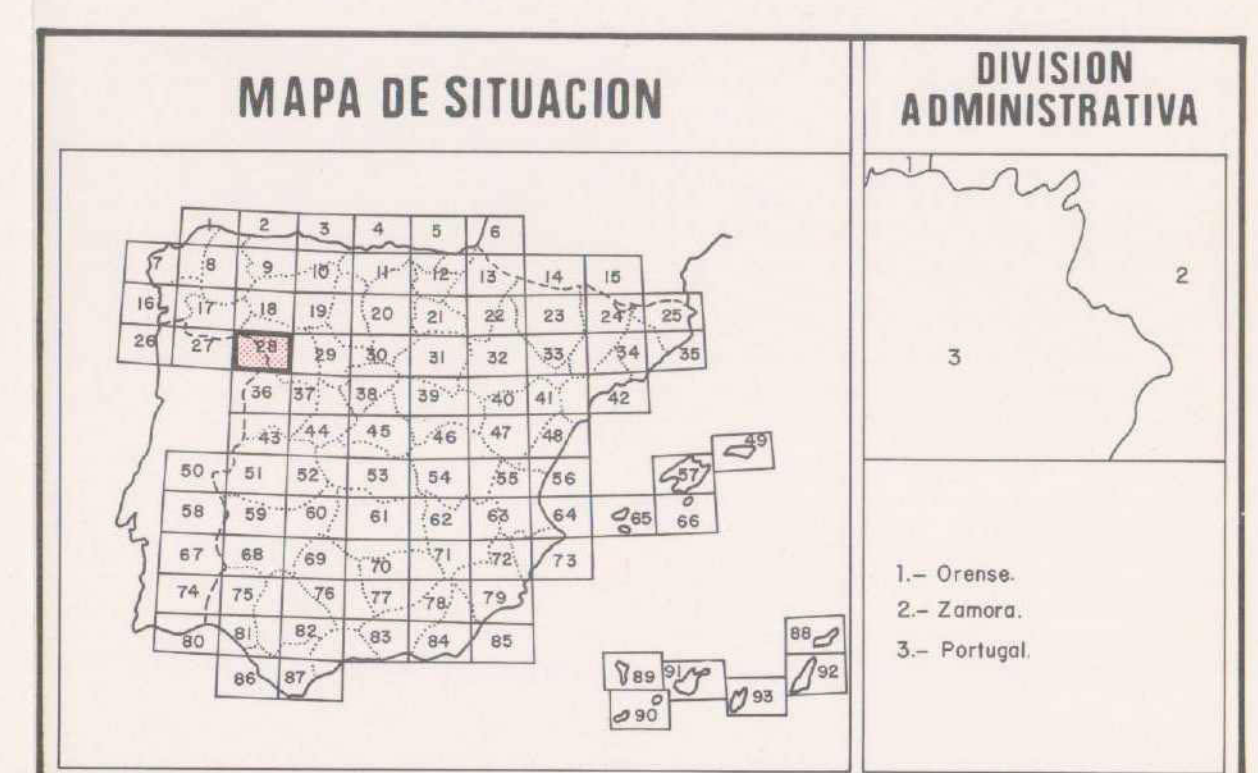 MAPA DE SITUACION
1 2 3 4 5 6
7 8 9 10 11 12 13 14 15
16 17 18 19 20 21 22 23 24 25
26 27 28 29 30 31 32 33 34 35
36 37 38 39 40 41 42
43 44 45 46 47 48 49
50 51 52 53 54 55 56 57
58 59 60 61 62 63 64 65 66
67 68 69 70 71 72 73
74 75 76 77 78 79
80 81 82 83 84 85
86 87
88
89 91 92
90 93
DIVISION
ADMINISTRATIVA
1
2
3
1.- Orense.
2.- Zamora.
3.- Portugal.